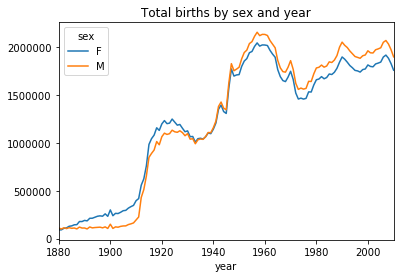 Total births by sex and year
sex
F
M
2000000
1500000
1000000
500000
0
1880 1900 1920 1940 1960 1980 2000
year